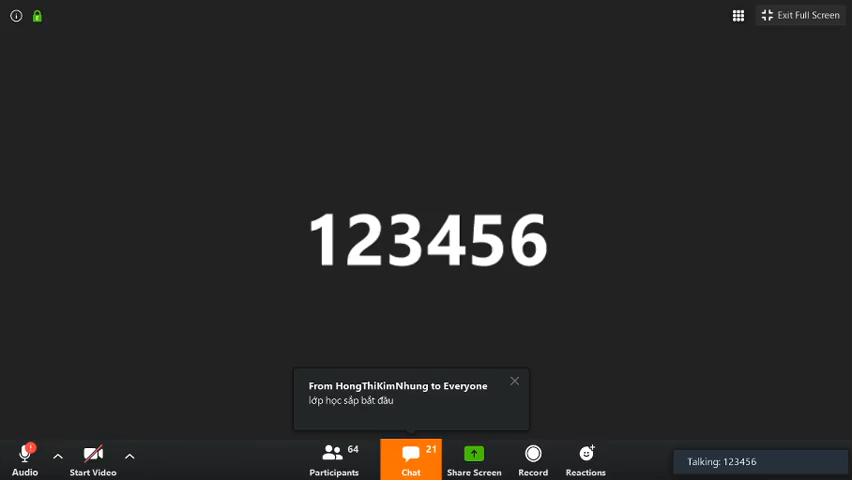 Exit Full Screen
123456
From HongThiKimNhung to Everyone
lớp học sắp bắt đầu
64
21
Audio
Start Video
Participants
Chat
Share Screen
Record
Reactions
Talking: 123456